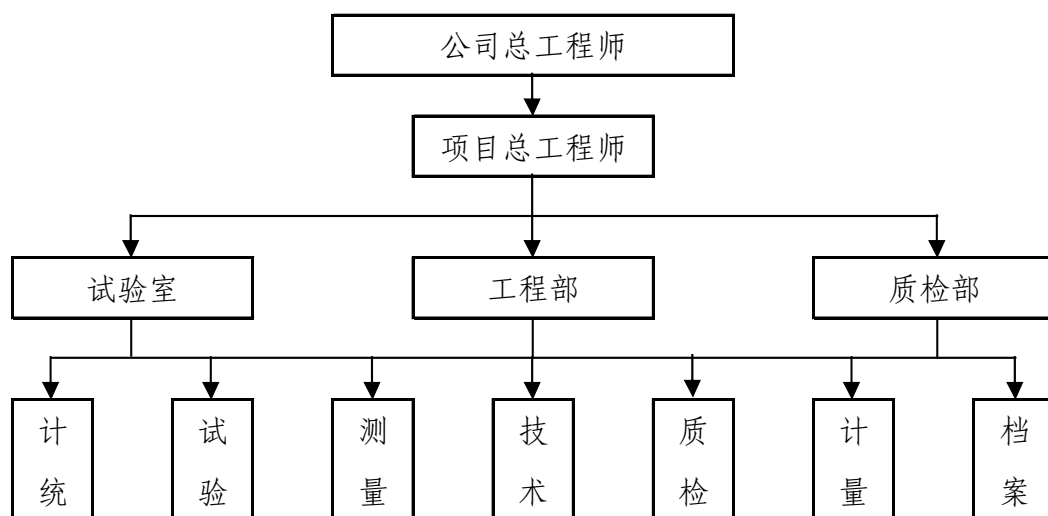 公司总工程师
项目总工程师
试验室
工程部
质检部
计统
试验
测量
技术
质检
计量
档案